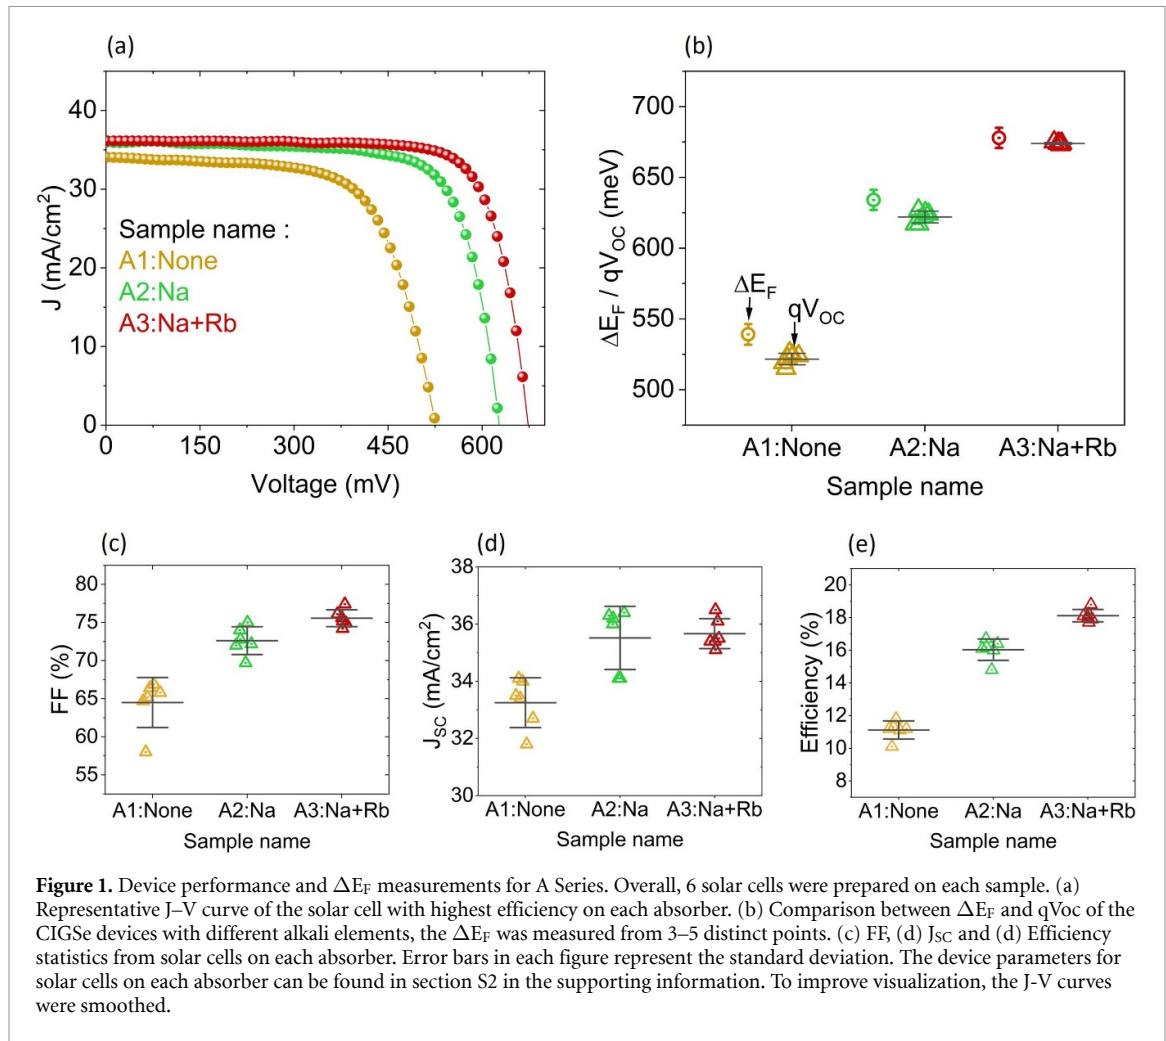 (a)
40
30
20
10
0
J (mA/cm²)
Sample name :
A1:None
A2:Na
A3:Na+Rb
0 150 300 450 600
Voltage (mV)
(b)
700
650
600
550
500
ΔE_F / qV_OC (meV)
ΔE_F
qV_OC
A1:None A2:Na A3:Na+Rb
Sample name
(c)
80
75
70
65
60
55
FF (%)
A1:None A2:Na A3:Na+Rb
Sample name
(d)
38
36
34
32
30
J_SC (mA/cm²)
A1:None A2:Na A3:Na+Rb
Sample name
(e)
20
18
16
14
12
10
8
Efficiency (%)
A1:None A2:Na A3:Na+Rb
Sample name
Figure 1. Device performance and ΔE_F measurements for A Series. Overall, 6 solar cells were prepared on each sample. (a)
Representative J–V curve of the solar cell with highest efficiency on each absorber. (b) Comparison between ΔE_F and qVoc of the
CIGSe devices with different alkali elements, the ΔE_F was measured from 3–5 distinct points. (c) FF, (d) J_SC and (d) Efficiency
statistics from solar cells on each absorber. Error bars in each figure represent the standard deviation. The device parameters for
solar cells on each absorber can be found in section S2 in the supporting information. To improve visualization, the J-V curves
were smoothed.